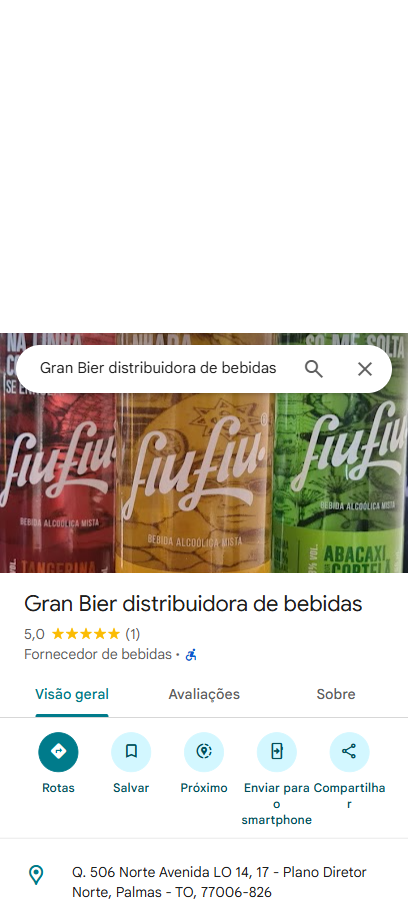 NA LINHA
NHADA
SÓ ME SOLTA
Gran Bier distribuidora de bebidas
SE
fiufiu
fiufiu
fiufiu
BEBIDA ALCOÓLICA MISTA
BEBIDA ALCOÓLICA MISTA
BEBIDA ALCOÓLICA MISTA
TANGERINA
VOL.
ABACAXI
Gran Bier distribuidora de bebidas
5,0 ★★★★★ (1)
Fornecedor de bebidas ·
Visão geral Avaliações Sobre
Rotas Salvar Próximo Enviar para Compartilha
o r
smartphone
Q. 506 Norte Avenida LO 14, 17 - Plano Diretor
Norte, Palmas - TO, 77006-826